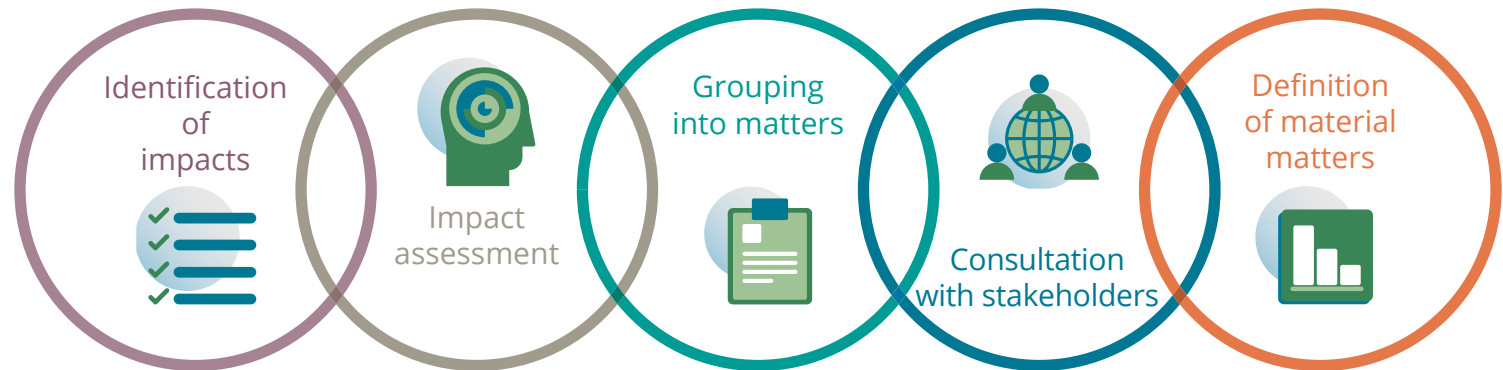 Identification
of
impacts
Impact
assessment
Grouping
into matters
Consultation
with stakeholders
Definition
of material
matters